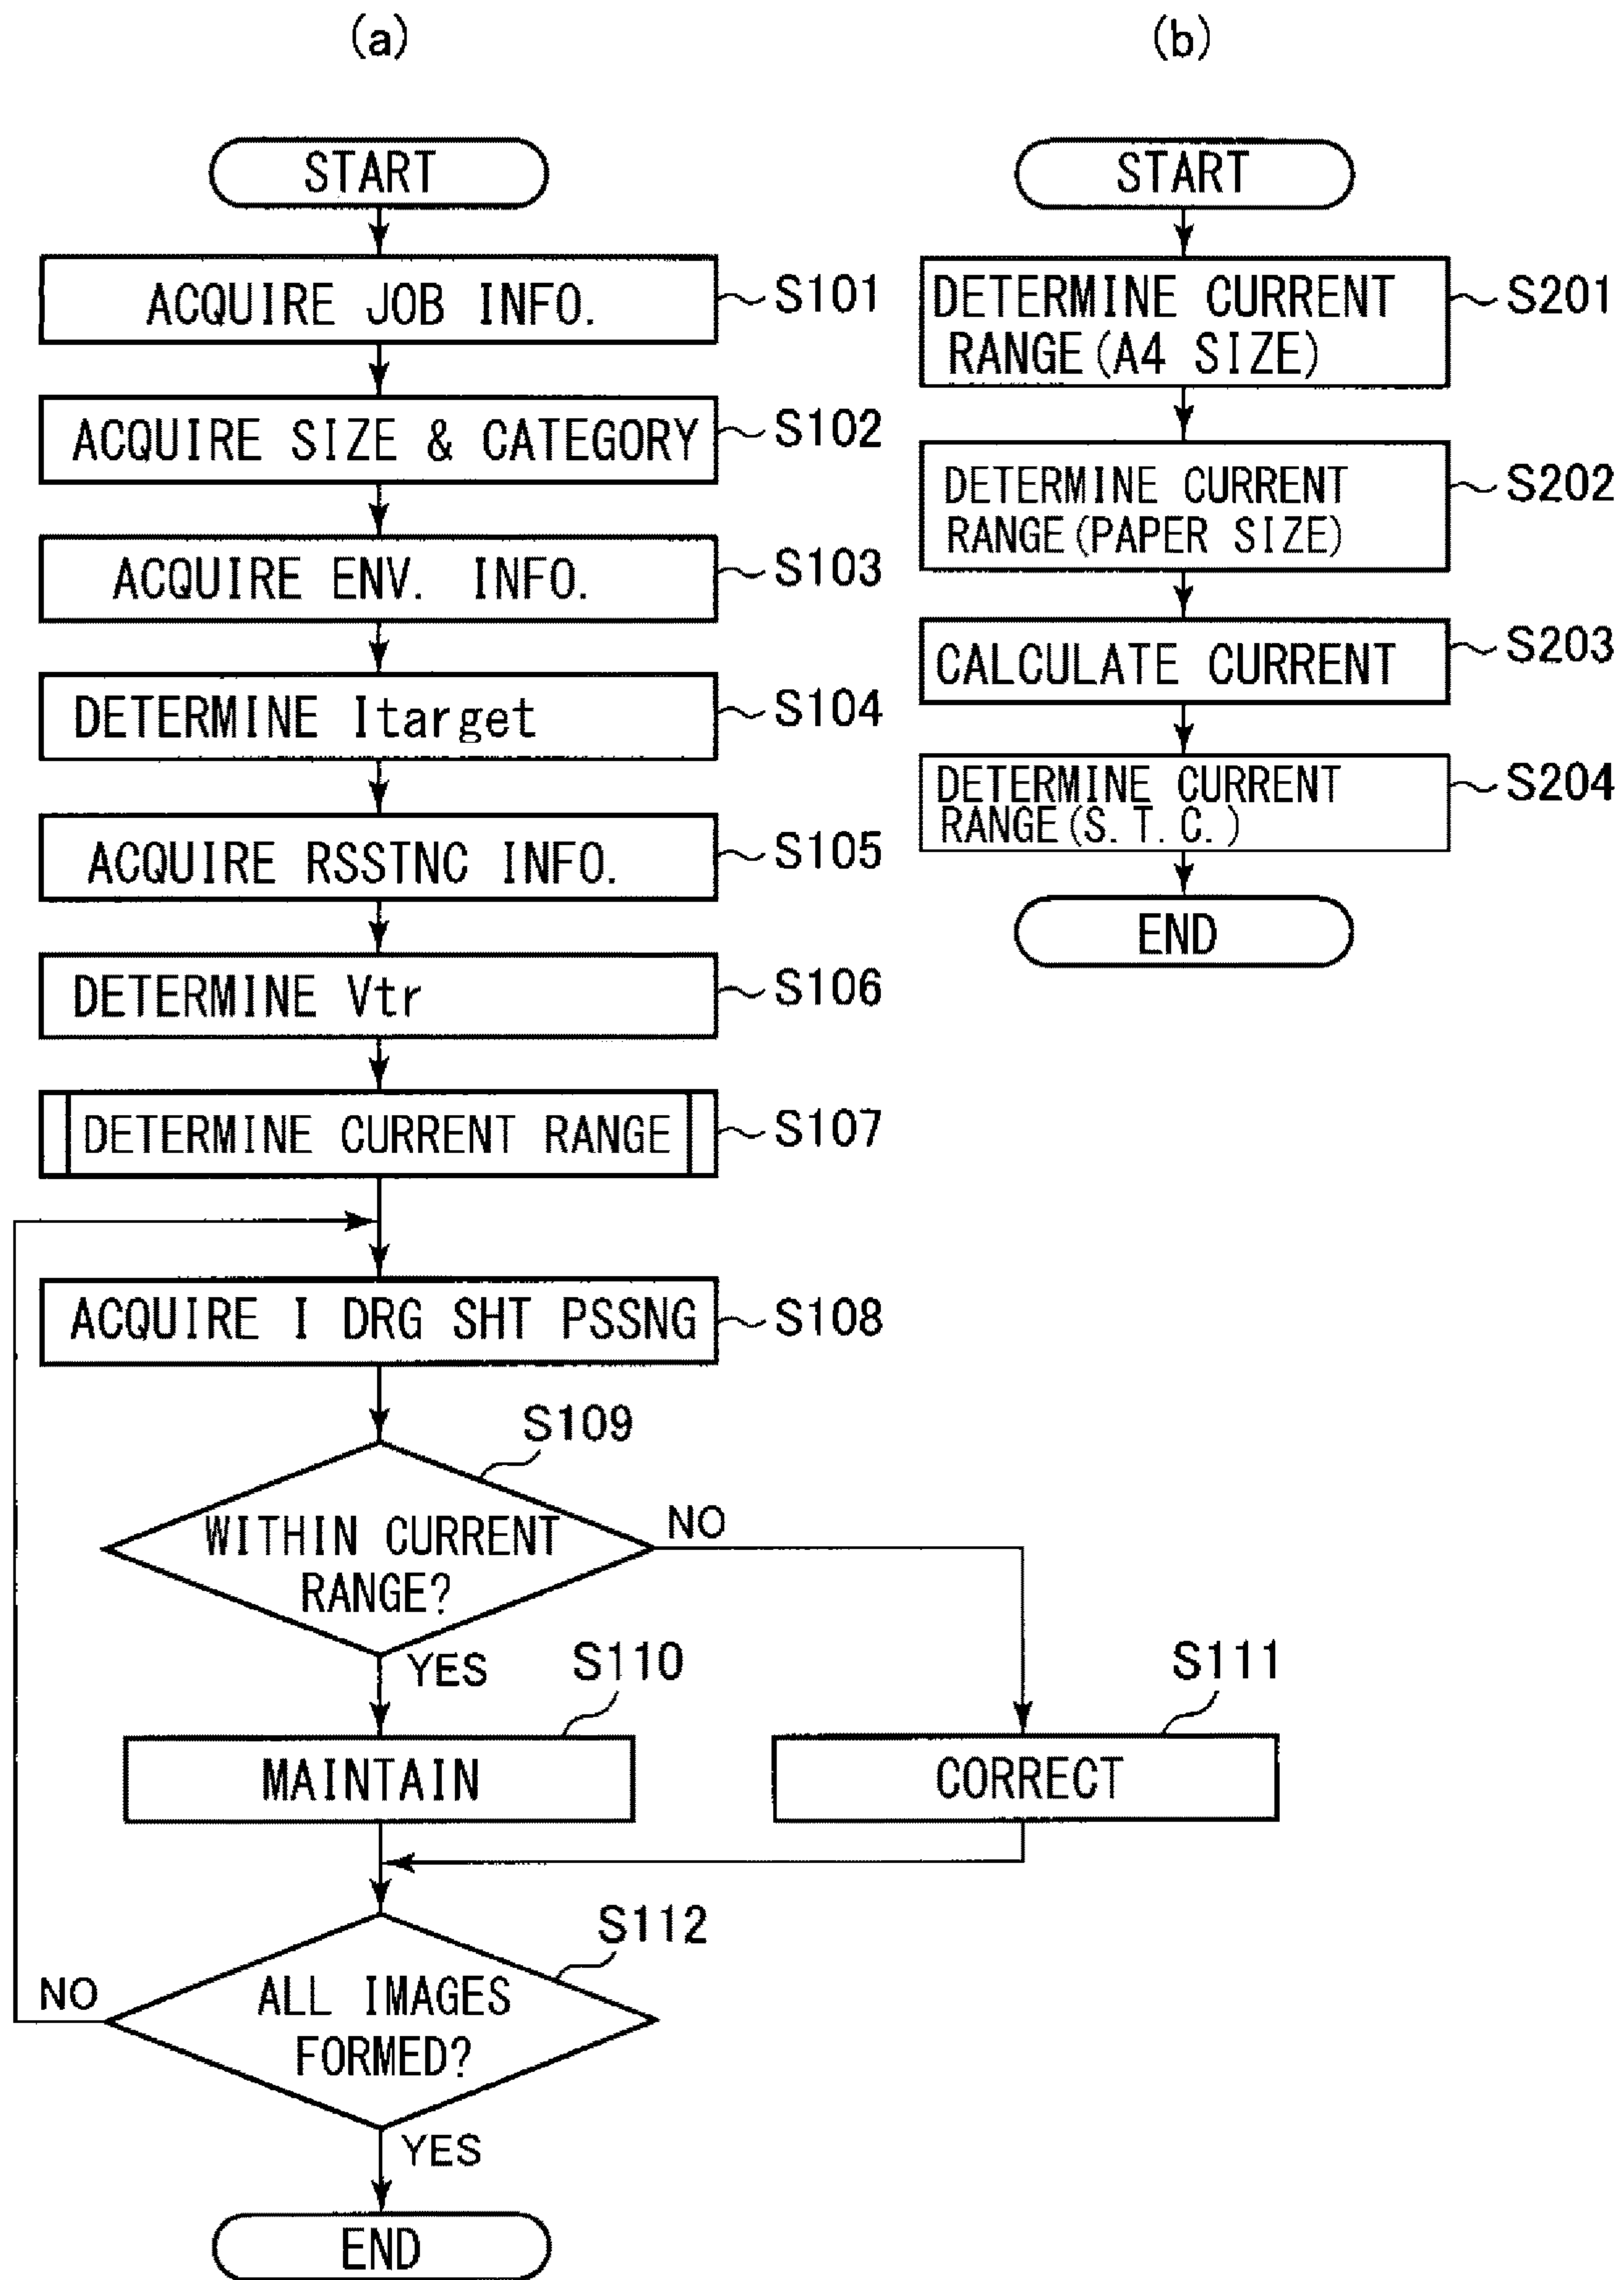 (a)
START
ACQUIRE JOB INFO.
S101
ACQUIRE SIZE & CATEGORY
S102
ACQUIRE ENV. INFO.
S103
DETERMINE Itarget
S104
ACQUIRE RSSTNC INFO.
S105
DETERMINE Vtr
S106
DETERMINE CURRENT RANGE
S107
ACQUIRE I DRG SHT PSSNG
S108
S109
WITHIN CURRENT
RANGE?
NO
YES
S110
MAINTAIN
S111
CORRECT
S112
ALL IMAGES
FORMED?
NO
YES
END
(b)
START
DETERMINE CURRENT
RANGE(A4 SIZE)
S201
DETERMINE CURRENT
RANGE(PAPER SIZE)
S202
CALCULATE CURRENT
S203
DETERMINE CURRENT
RANGE(S.T.C.)
S204
END